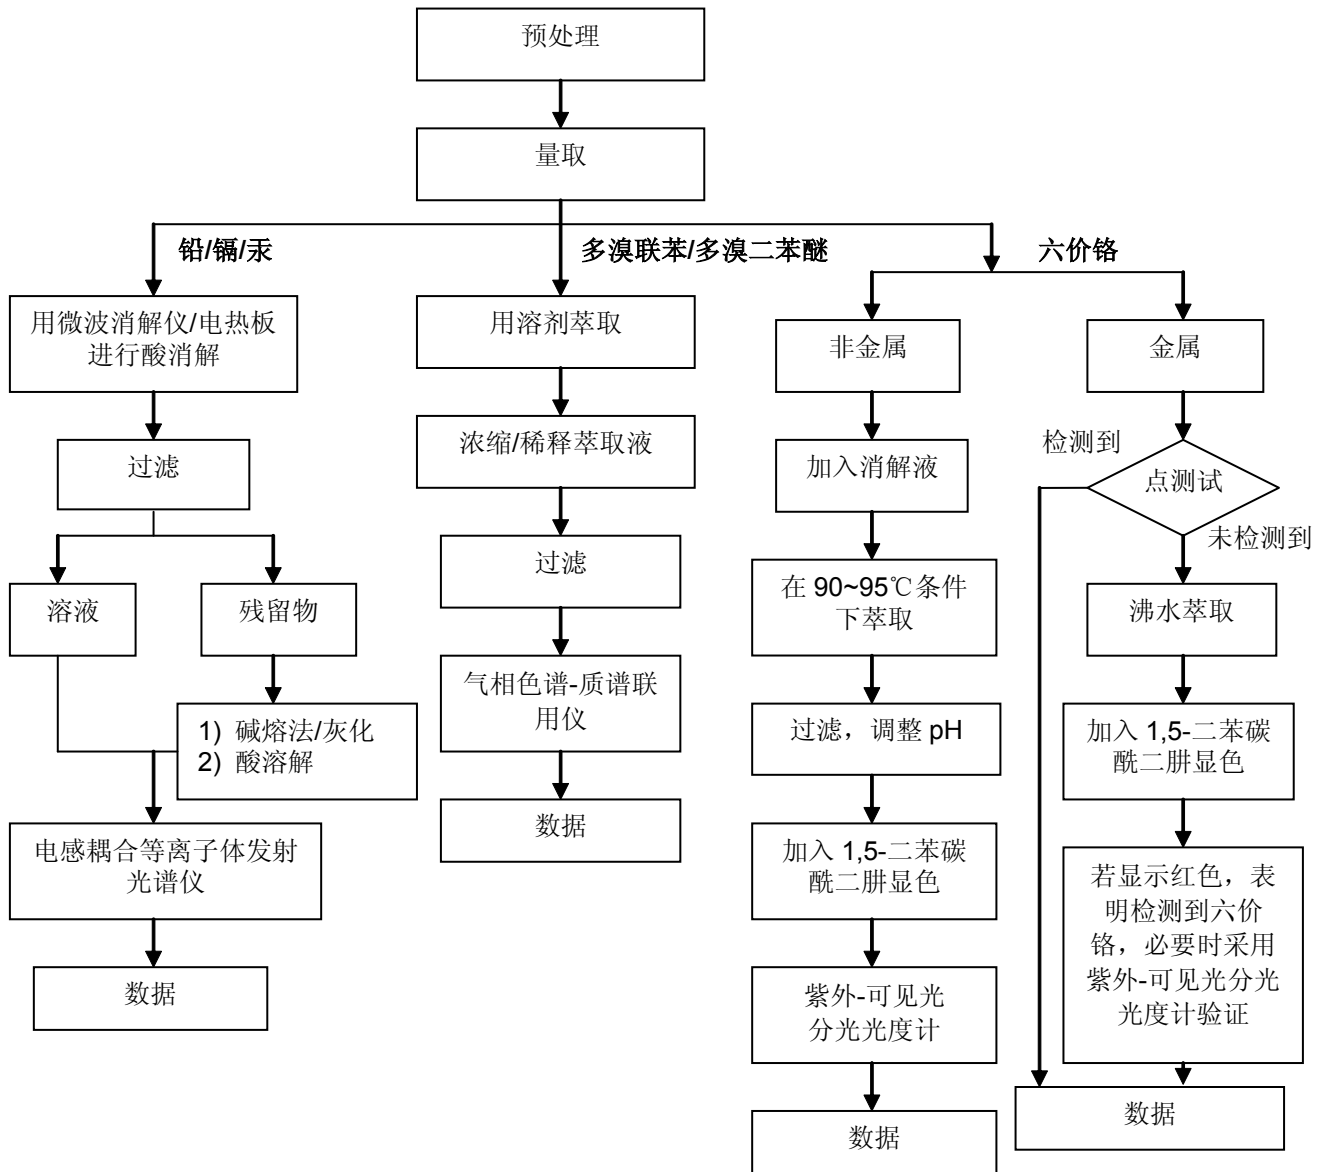 预处理
量取
铅/镉/汞
多溴联苯/多溴二苯醚
六价铬
用微波消解仪/电热板
进行酸消解
过滤
溶液
残留物
1) 碱熔法/灰化
2) 酸溶解
电感耦合等离子体发射
光谱仪
数据
用溶剂萃取
浓缩/稀释萃取液
过滤
气相色谱-质谱联
用仪
数据
非金属
加入消解液
在 90~95℃条件
下萃取
过滤，调整 pH
加入 1,5-二苯碳
酰二肼显色
紫外-可见光
分光光度计
数据
金属
检测到
点测试
未检测到
沸水萃取
加入 1,5-二苯碳
酰二肼显色
若显示红色，表
明检测到六价
铬，必要时采用
紫外-可见光分光
光度计验证
数据